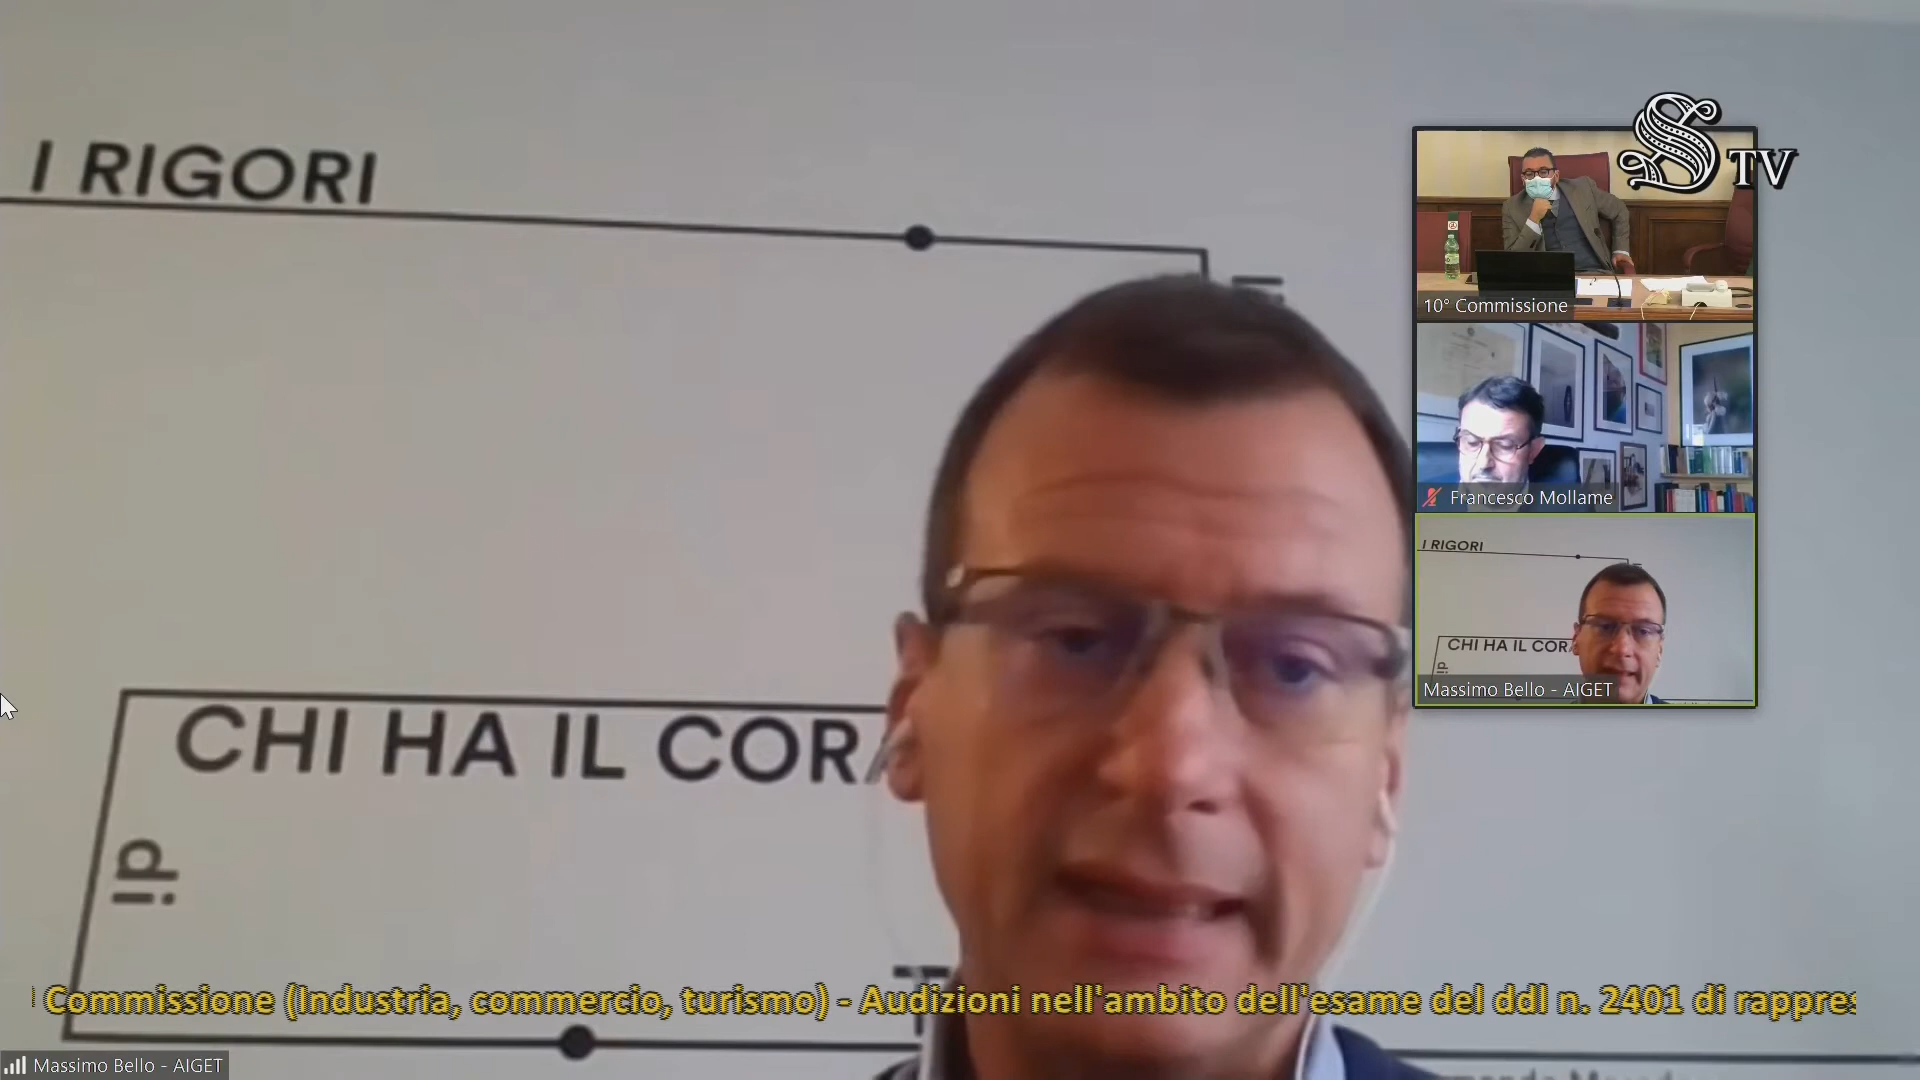 I RIGORI
CHI HA IL COR
di
S TV
10° Commissione
Francesco Mollame
I RIGORI
CHI HA IL COR
di
Massimo Bello - AIGET
Commissione (Industria, commercio, turismo) - Audizioni nell'ambito dell'esame del ddl n. 2401 di rappres
Massimo Bello - AIGET